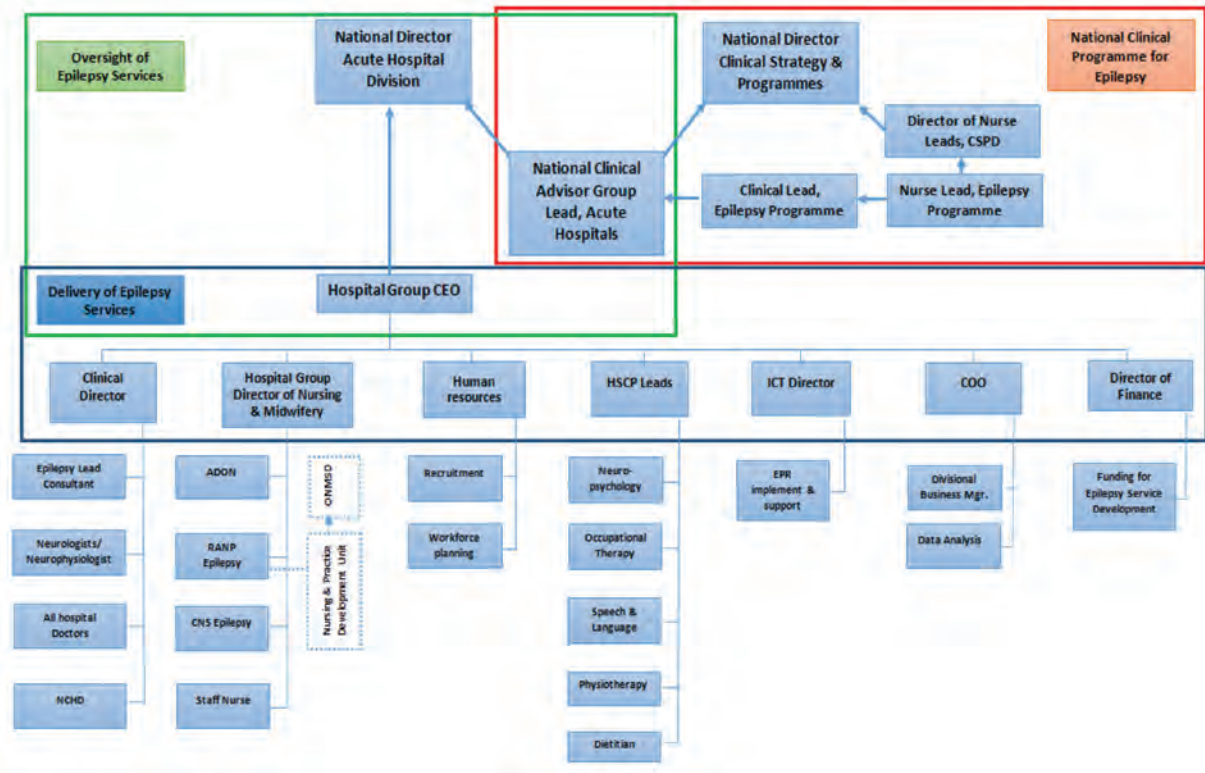 Oversight of
Epilepsy Services
National Director
Acute Hospital
Division
National Director
Clinical Strategy &
Programmes
National Clinical
Programme for
Epilepsy
Director of Nurse
Leads, CSPD
National Clinical
Advisor Group
Lead, Acute
Hospitals
Clinical Lead,
Epilepsy Programme
Nurse Lead, Epilepsy
Programme
Delivery of Epilepsy
Services
Hospital Group CEO
Clinical
Director
Hospital Group
Director of Nursing
& Midwifery
Human
resources
HSCP Leads
ICT Director
COO
Director of
Finance
Epilepsy Lead
Consultant
Neurologists/
Neurophysiologist
All hospital
Doctors
NCHD
ADON
RANP
Epilepsy
CNS Epilepsy
Staff Nurse
ONMSD
Nursing & Practice
Development Unit
Recruitment
Workforce
planning
Neuro-
psychology
Occupational
Therapy
Speech &
Language
Physiotherapy
Dietitian
EPR
implement &
support
Divisional
Business Mgr.
Data Analysis
Funding for
Epilepsy Service
Development